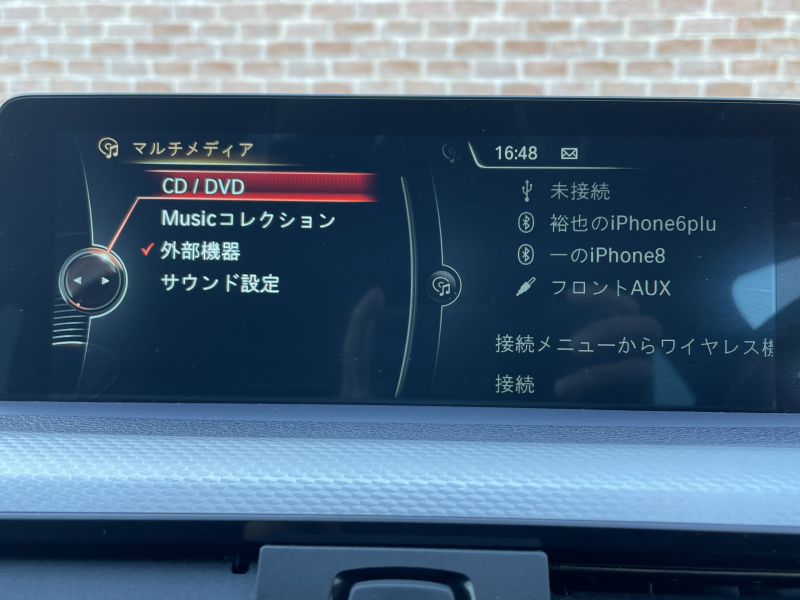 マルチメディア
CD / DVD
Musicコレクション
外部機器
サウンド設定
16:48
未接続
裕也のiPhone6plu
一のiPhone8
フロントAUX
接続メニューからワイヤレス機
接続